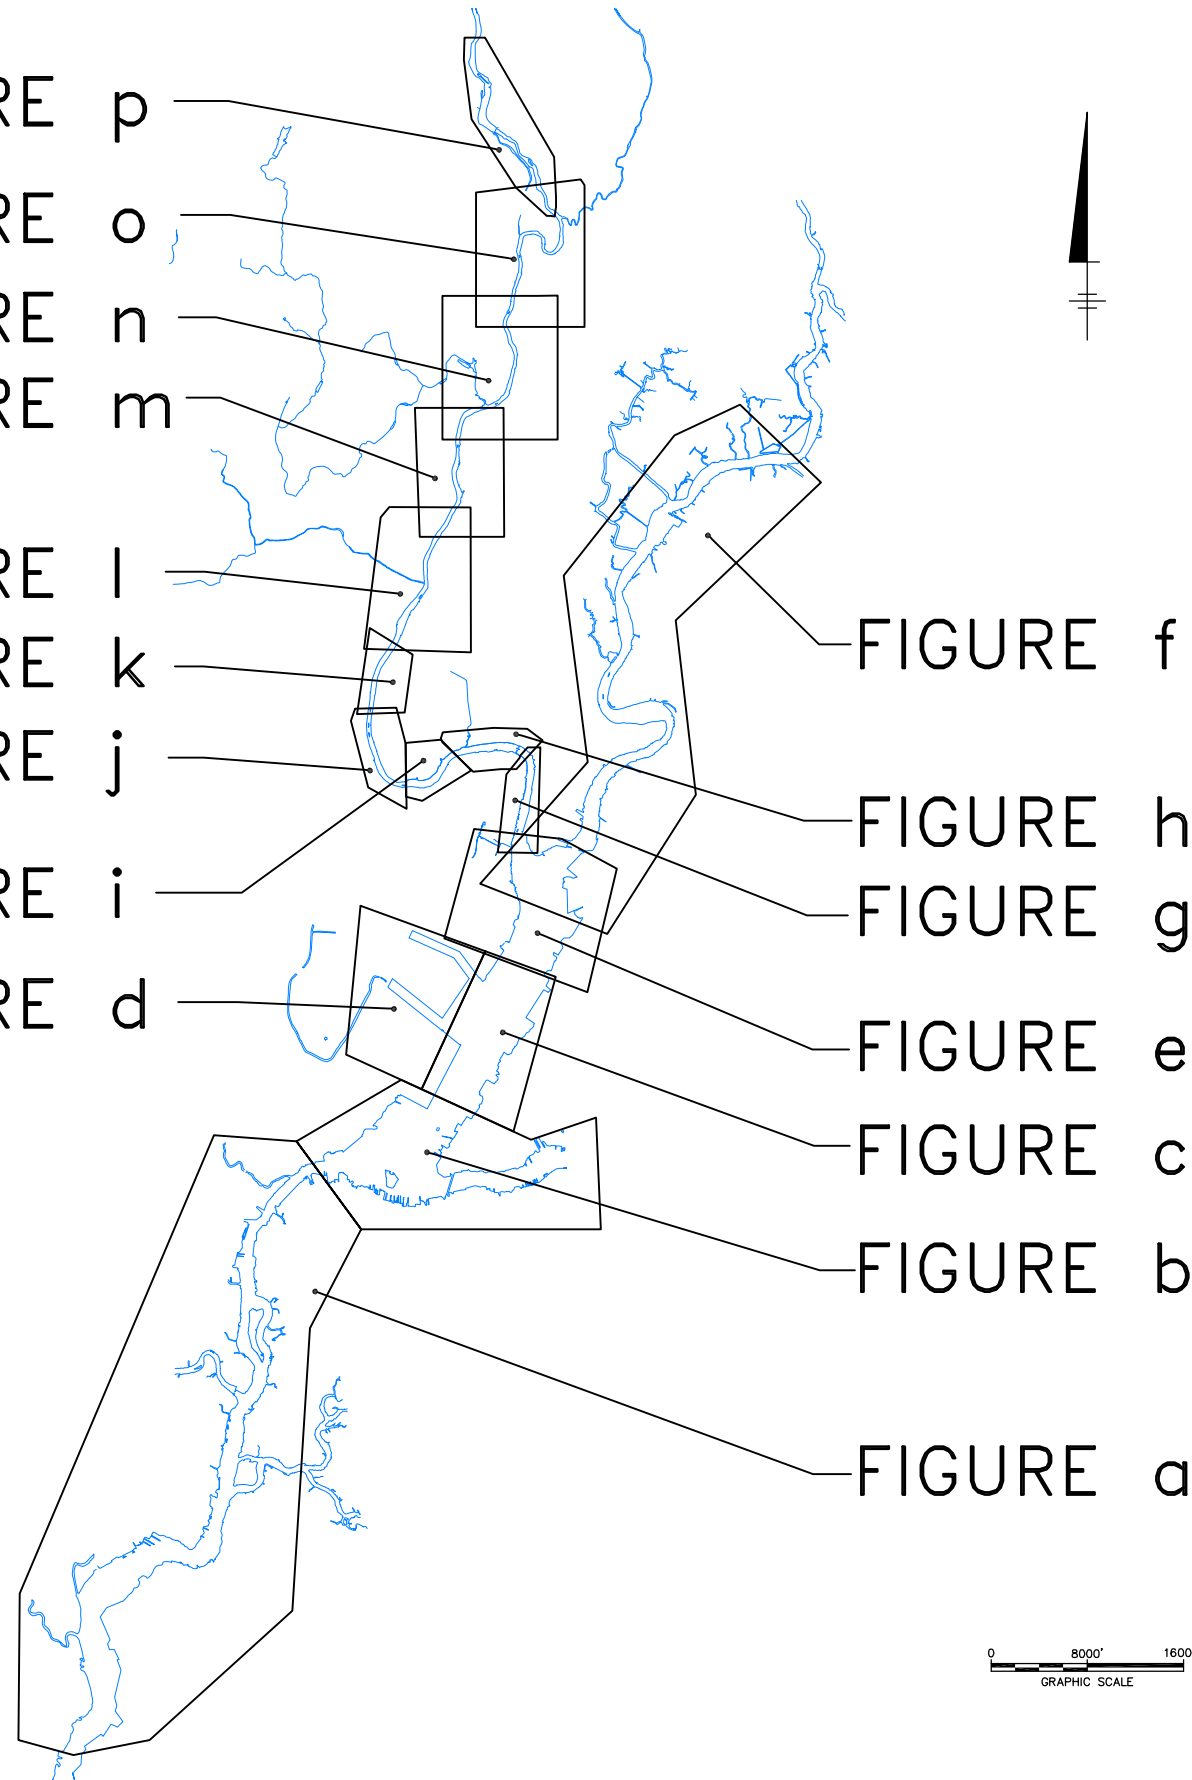 RE p
RE o
RE n
RE m
RE l
RE k
RE j
RE i
RE d
FIGURE f
FIGURE h
FIGURE g
FIGURE e
FIGURE c
FIGURE b
FIGURE a
0 8000' 1600
GRAPHIC SCALE